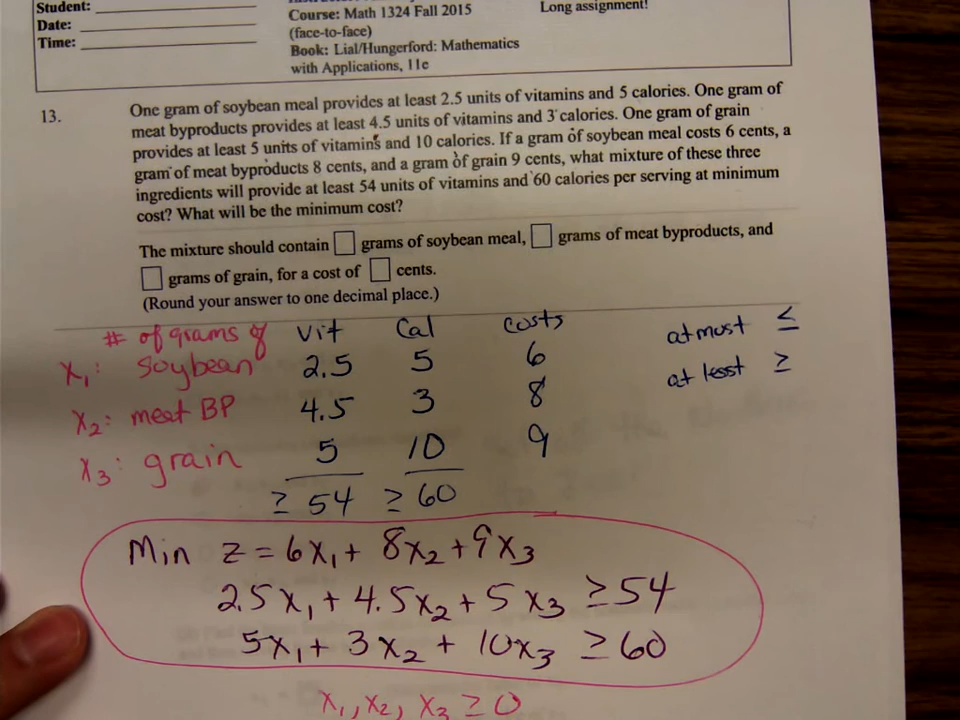 Student:
Date:
Time:
Course: Math 1324 Fall 2015
(face-to-face)
Book: Lial/Hungerford: Mathematics
with Applications, 11e
Long assignment!
13. One gram of soybean meal provides at least 2.5 units of vitamins and 5 calories. One gram of
meat byproducts provides at least 4.5 units of vitamins and 3 calories. One gram of grain
provides at least 5 units of vitamins and 10 calories. If a gram of soybean meal costs 6 cents, a
gram of meat byproducts 8 cents, and a gram of grain 9 cents, what mixture of these three
ingredients will provide at least 54 units of vitamins and 60 calories per serving at minimum
cost? What will be the minimum cost?
The mixture should contain grams of soybean meal, grams of meat byproducts, and
grams of grain, for a cost of cents.
(Round your answer to one decimal place.)
# of grams of Vit Cal Costs at most ≤
x₁: soybean 2.5 5 6 at lesst ≥
x₂: meat BP 4.5 3 8
x₃: grain 5 10 9
≥ 54 ≥ 60
Min z = 6x₁ + 8x₂ + 9x₃
2.5x₁ + 4.5x₂ + 5x₃ ≥ 54
5x₁ + 3x₂ + 10x₃ ≥ 60
x₁, x₂, x₃ ≥ 0